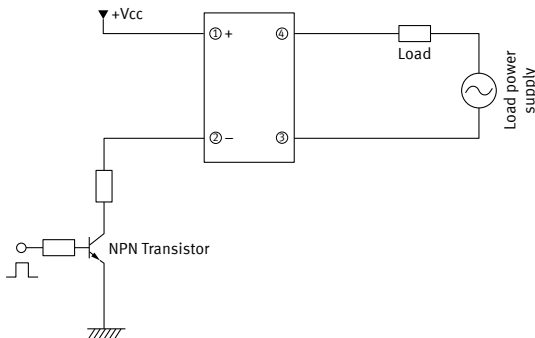 +Vcc
① +
④
Load
Load power
supply
② −
③
NPN Transistor